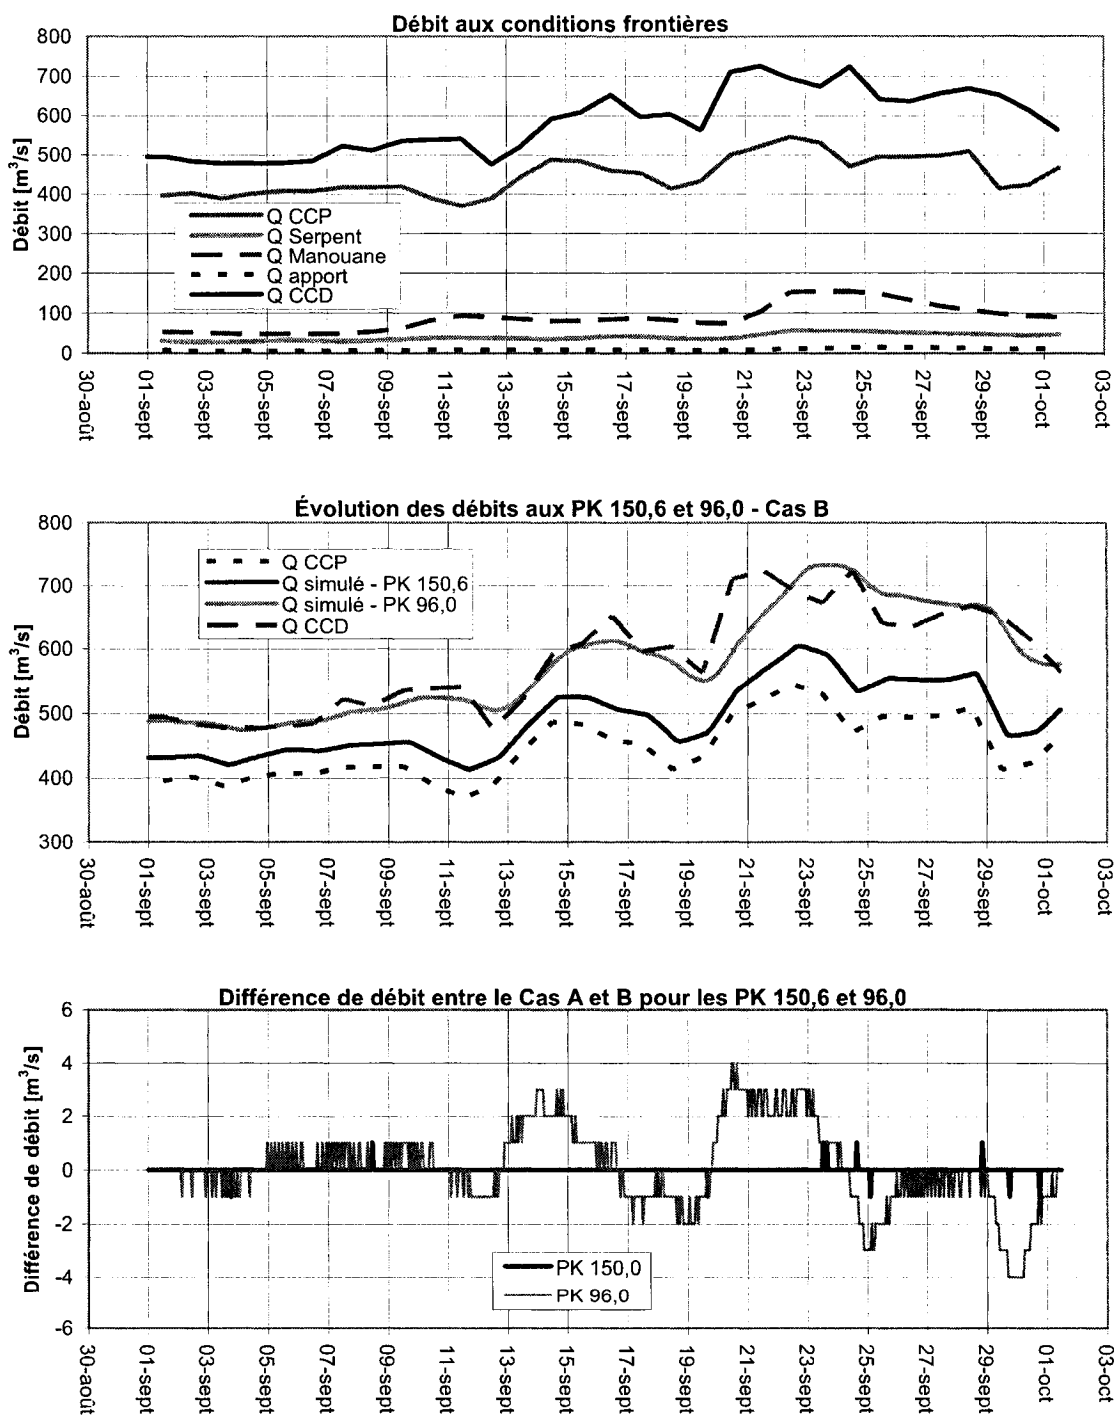 Débit aux conditions frontières
Débit [m³/s]
800
700
600
500
400
300
200
100
0
Q CCP
Q Serpent
Q Manouane
Q apport
Q CCD
30-août
01-sept
03-sept
05-sept
07-sept
09-sept
11-sept
13-sept
15-sept
17-sept
19-sept
21-sept
23-sept
25-sept
27-sept
29-sept
01-oct
03-oct
Évolution des débits aux PK 150,6 et 96,0 - Cas B
Débit [m³/s]
800
700
600
500
400
300
Q CCP
Q simulé - PK 150,6
Q simulé - PK 96,0
Q CCD
30-août
01-sept
03-sept
05-sept
07-sept
09-sept
11-sept
13-sept
15-sept
17-sept
19-sept
21-sept
23-sept
25-sept
27-sept
29-sept
01-oct
03-oct
Différence de débit entre le Cas A et B pour les PK 150,6 et 96,0
Différence de débit [m³/s]
6
4
2
0
-2
-4
-6
PK 150,0
PK 96,0
30-août
01-sept
03-sept
05-sept
07-sept
09-sept
11-sept
13-sept
15-sept
17-sept
19-sept
21-sept
23-sept
25-sept
27-sept
29-sept
01-oct
03-oct